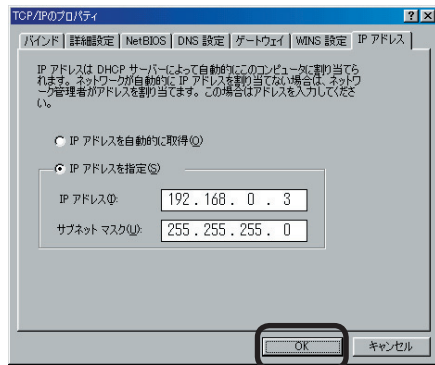 TCP/IPのプロパティ
バインド 詳細設定 NetBIOS DNS 設定 ゲートウェイ WINS 設定 IP アドレス
IP アドレスは DHCP サーバーによって自動的にこのコンピュータに割り当てら
れます。ネットワークが自動的に IP アドレスを割り当てない場合は、ネットワ
ーク管理者がアドレスを割り当てます。この場合はアドレスを入力してくださ
い。
IP アドレスを自動的に取得(O)
IP アドレスを指定(S)
IP アドレス(I): 192 . 168 . 0 . 3
サブネット マスク(U): 255 . 255 . 255 . 0
OK キャンセル